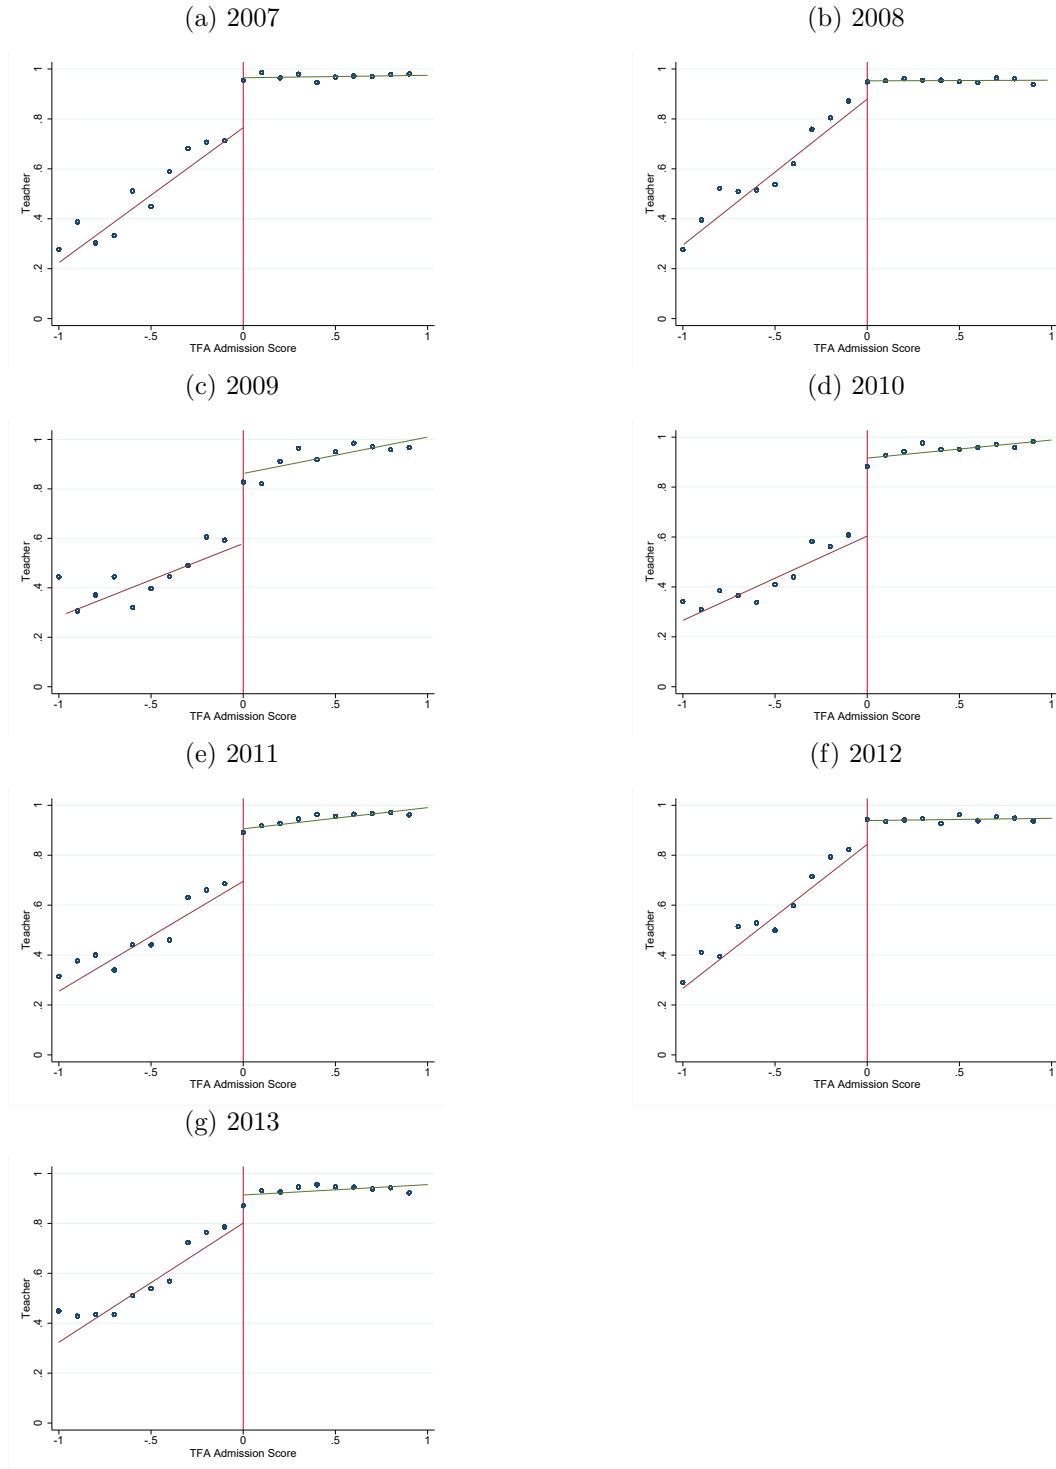 (a) 2007
Teacher
0 .2 .4 .6 .8 1
-1 -.5 0 .5 1
TFA Admission Score
(b) 2008
Teacher
0 .2 .4 .6 .8 1
-1 -.5 0 .5 1
TFA Admission Score
(c) 2009
Teacher
0 .2 .4 .6 .8 1
-1 -.5 0 .5 1
TFA Admission Score
(d) 2010
Teacher
0 .2 .4 .6 .8 1
-1 -.5 0 .5 1
TFA Admission Score
(e) 2011
Teacher
0 .2 .4 .6 .8 1
-1 -.5 0 .5 1
TFA Admission Score
(f) 2012
Teacher
0 .2 .4 .6 .8 1
-1 -.5 0 .5 1
TFA Admission Score
(g) 2013
Teacher
0 .2 .4 .6 .8 1
-1 -.5 0 .5 1
TFA Admission Score